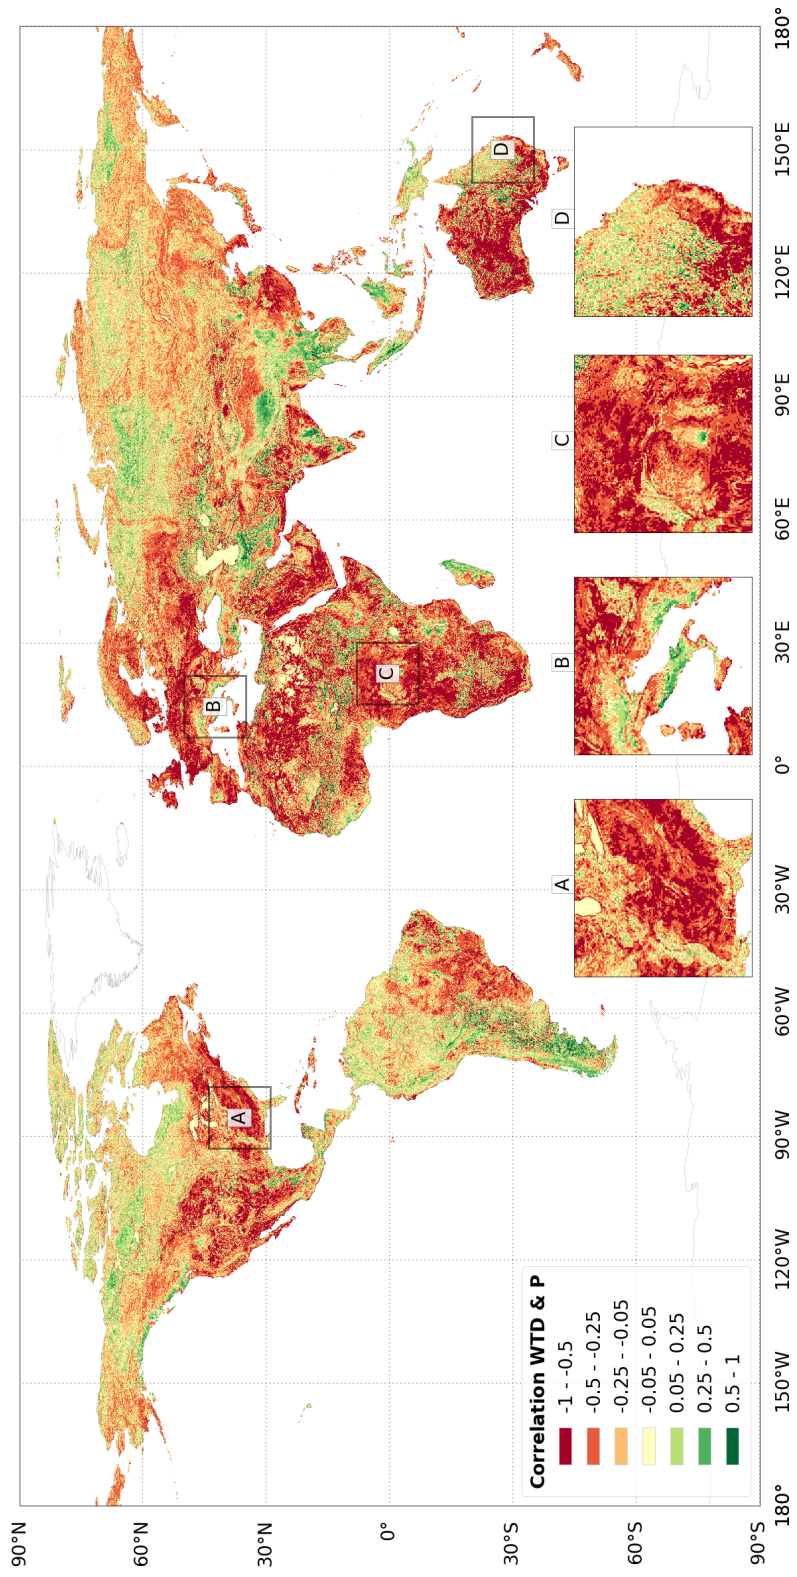 90°N
60°N
30°N
0°
30°S
60°S
90°S
180°
150°W
120°W
90°W
60°W
30°W
0°
30°E
60°E
90°E
120°E
150°E
180°
A
B
C
D
A
B
C
D
Correlation WTD & P
-1 - -0.5
-0.5 - -0.25
-0.25 - -0.05
-0.05 - 0.05
0.05 - 0.25
0.25 - 0.5
0.5 - 1